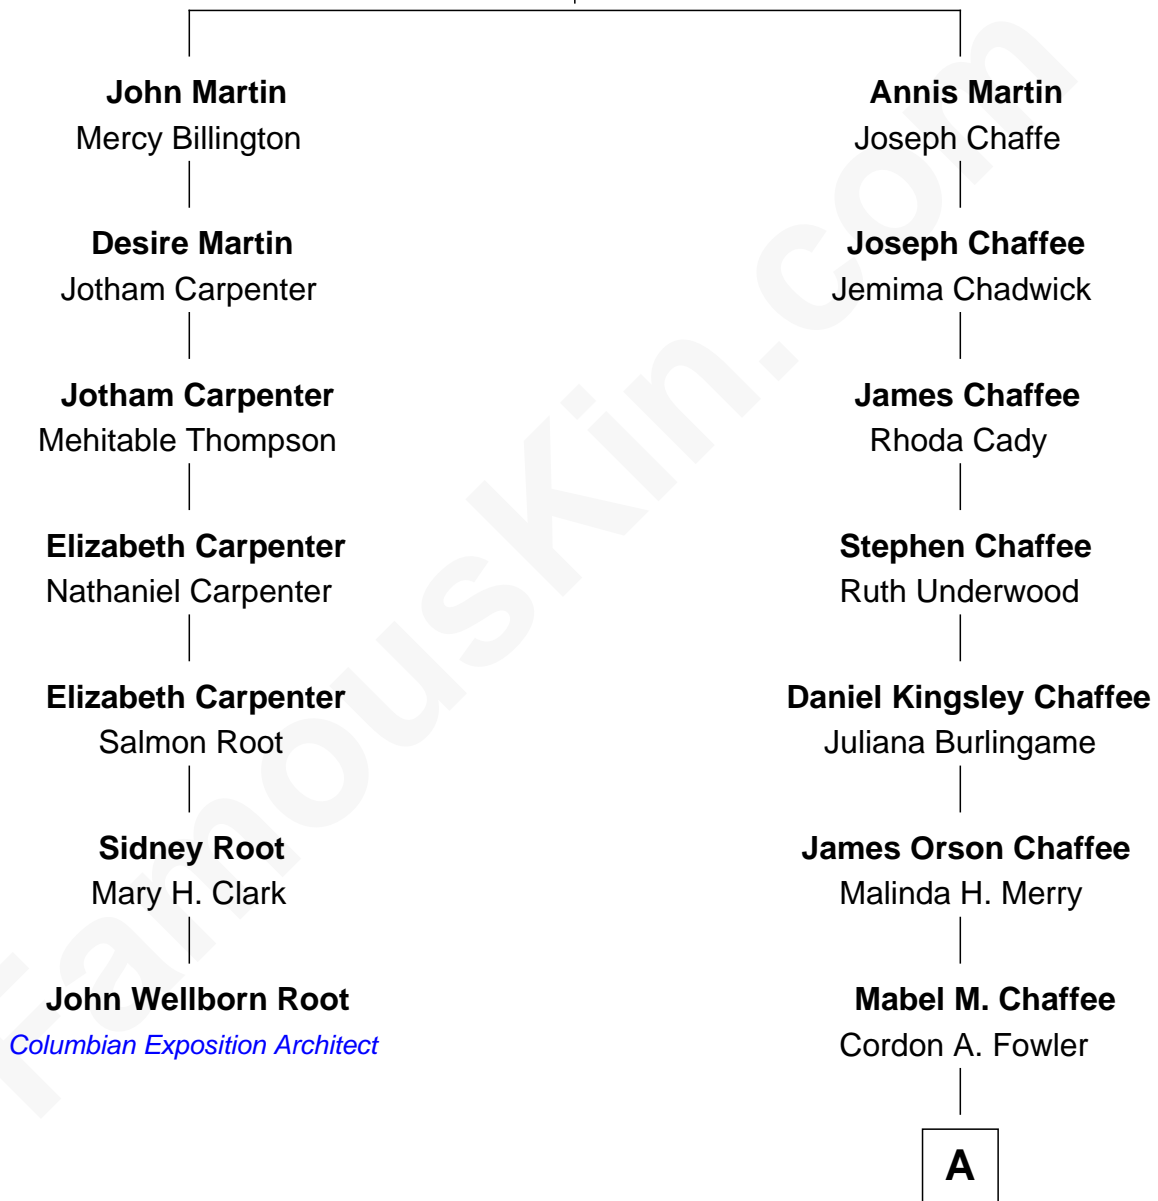 John Martin
Mercy Billington
Annis Martin
Joseph Chaffe
Desire Martin
Jotham Carpenter
Joseph Chaffee
Jemima Chadwick
Jotham Carpenter
Mehitable Thompson
James Chaffee
Rhoda Cady
Elizabeth Carpenter
Nathaniel Carpenter
Stephen Chaffee
Ruth Underwood
Elizabeth Carpenter
Salmon Root
Daniel Kingsley Chaffee
Juliana Burlingame
Sidney Root
Mary H. Clark
James Orson Chaffee
Malinda H. Merry
John Wellborn Root
Columbian Exposition Architect
Mabel M. Chaffee
Cordon A. Fowler
A
FamousKin.com